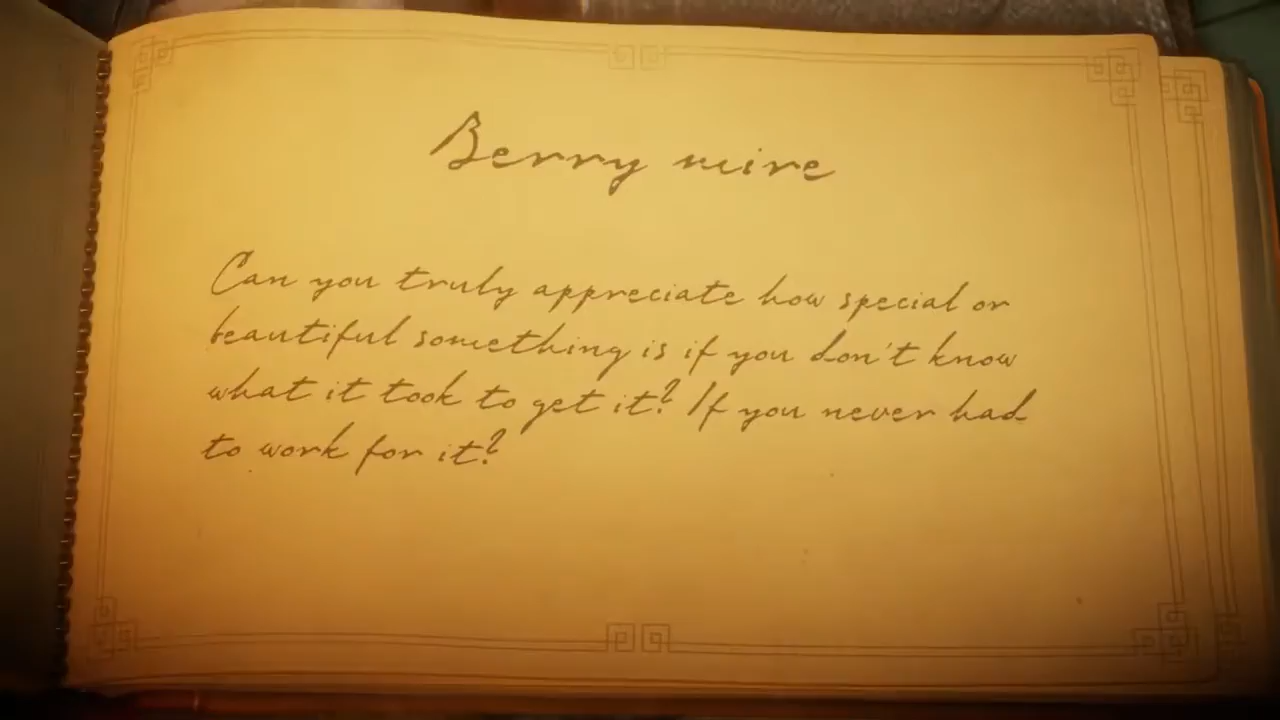 Berry mire
Can you truly appreciate how special or
beautiful something is if you don't know
what it took to get it? If you never had
to work for it?